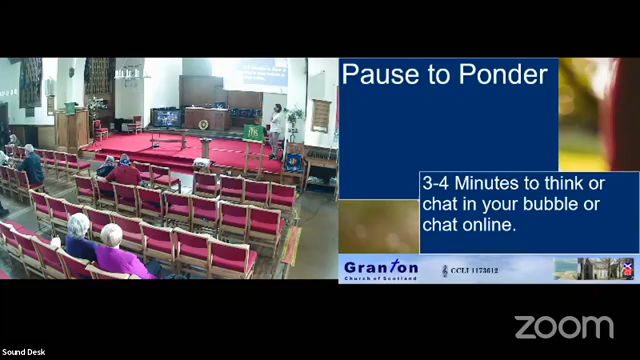 Pause to Ponder
3-4 Minutes to think or
chat in your bubble or
chat online.
Granton
Church of Scotland
CCLI 1173612
zoom
Sound Desk